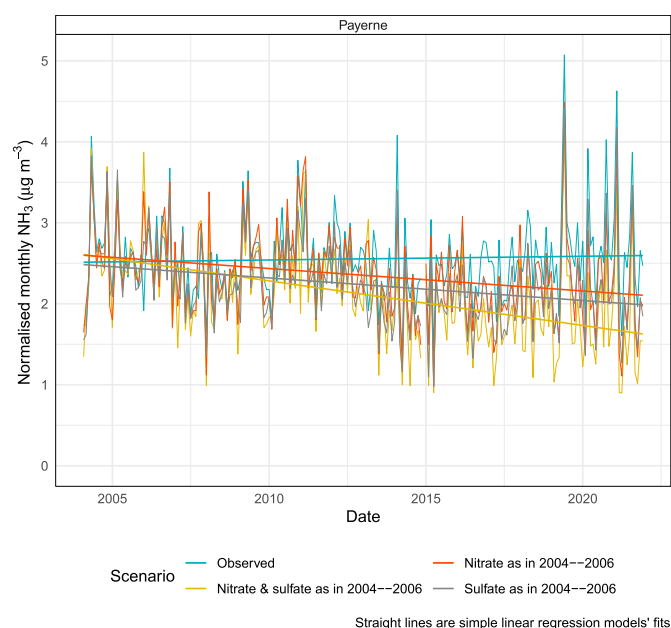 Payerne
Normalised monthly NH₃ (µg m⁻³)
5
4
3
2
1
0
2005 2010 2015 2020
Date
Scenario
Observed
Nitrate as in 2004−−2006
Nitrate & sulfate as in 2004−−2006
Sulfate as in 2004−−2006
Straight lines are simple linear regression models' fits